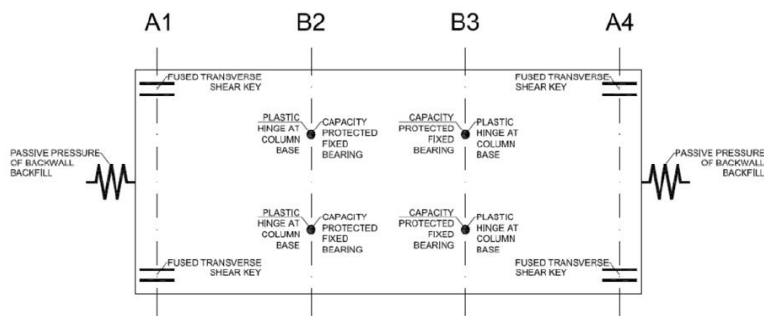 A1
B2
B3
A4
FUSED TRANSVERSE
SHEAR KEY
FUSED TRANSVERSE
SHEAR KEY
PLASTIC
HINGE AT
COLUMN
BASE
CAPACITY
PROTECTED
FIXED
BEARING
CAPACITY
PROTECTED
FIXED
BEARING
PLASTIC
HINGE AT
COLUMN
BASE
PASSIVE PRESSURE
OF BACKWALL
BACKFILL
PASSIVE PRESSURE
OF BACKWALL
BACKFILL
PLASTIC
HINGE AT
COLUMN
BASE
CAPACITY
PROTECTED
FIXED
BEARING
CAPACITY
PROTECTED
FIXED
BEARING
PLASTIC
HINGE AT
COLUMN
BASE
FUSED TRANSVERSE
SHEAR KEY
FUSED TRANSVERSE
SHEAR KEY